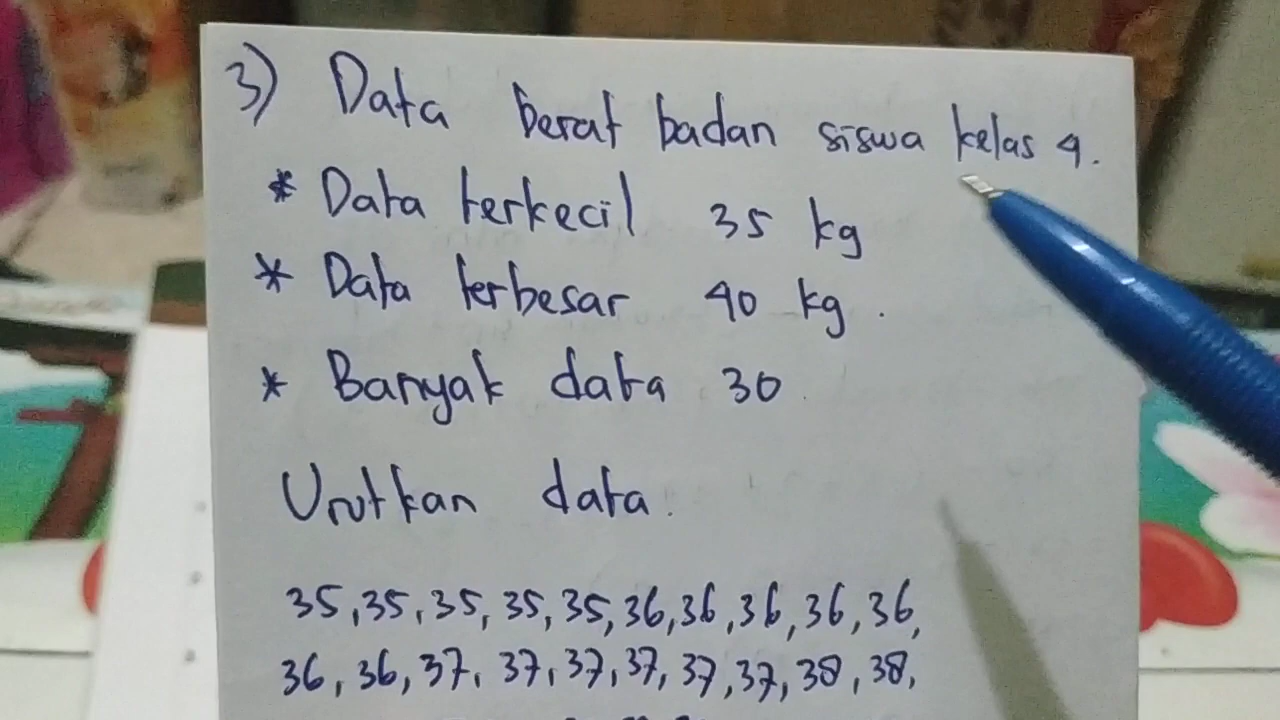 3) Data berat badan siswa kelas 4.
* Data terkecil 35 kg
* Data terbesar 40 kg.
* Banyak data 30
Urutkan data.
35, 35, 35, 35, 35, 36, 36, 36, 36, 36,
36, 36, 37, 37, 37, 37, 37, 37, 38, 38,